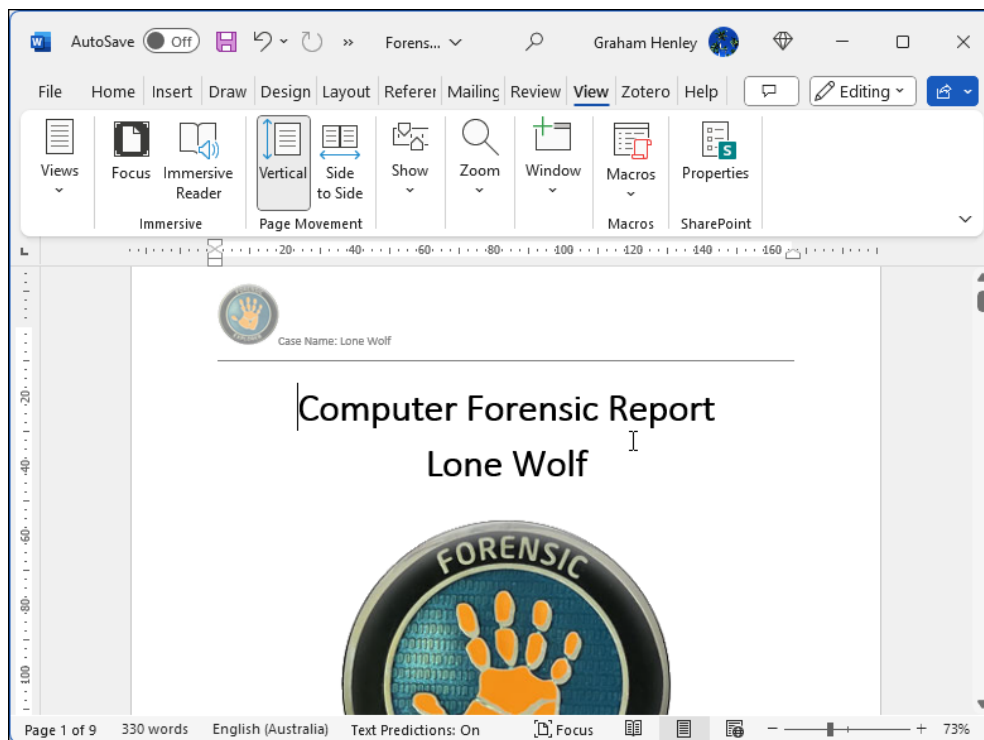 AutoSave Off » Forens... Graham Henley
File Home Insert Draw Design Layout Referer Mailing Review View Zotero Help Editing
Views Focus Immersive Reader Vertical Side to Side Show Zoom Window Macros Properties
Immersive Page Movement Macros SharePoint
20 40 60 80 100 120 140 160
FORENSIC
EXPLORER
Case Name: Lone Wolf
20
Computer Forensic Report
40
Lone Wolf
60
FORENSIC
80
100
Page 1 of 9 330 words English (Australia) Text Predictions: On Focus 73%